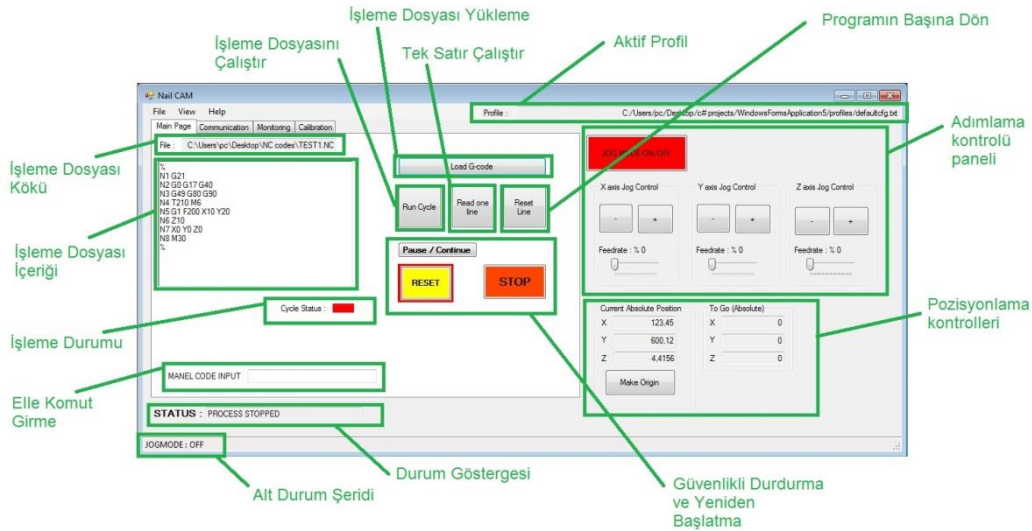 İşleme Dosyası Yükleme
Programın Başına Dön
İşleme Dosyasını
Çalıştır
Tek Satır Çalıştır
Aktif Profil
Nail CAM
File View Help
Profile : C:/Users/pc/Desktop/c# projects/WindowsFormsApplication5/profiles/defaultcfg.txt
Main Page Communication Monitoring Calibration
File : C:\Users\pc\Desktop\NC codes\TEST1.NC
Adımlama
kontrolü
paneli
İşleme Dosyası
Kökü
%
N1 G21
N2 G0 G17 G40
N3 G49 G80 G90
N4 T210 M6
N5 G1 F200 X10 Y20
N6 Z10
N7 X0 Y0 Z0
N8 M30
%
İşleme Dosyası
İçeriği
Load G-code
Run Cycle
Read one
line
Reset
Line
Pause / Continue
RESET
STOP
JOG MODE ON/OFF
X axis Jog Control
Y axis Jog Control
Z axis Jog Control
- + - + - +
Feedrate : % 0
Feedrate : % 0
Feedrate : % 0
Cycle Status :
İşleme Durumu
Current Absolute Position
X 123,45
Y 600,12
Z 4,4156
Make Origin
To Go (Absolute)
X 0
Y 0
Z 0
Pozisyonlama
kontrolleri
MANEL CODE INPUT
Elle Komut
Girme
STATUS : PROCESS STOPPED
JOGMODE : OFF
Alt Durum Şeridi
Durum Göstergesi
Güvenlikli Durdurma
ve Yeniden
Başlatma